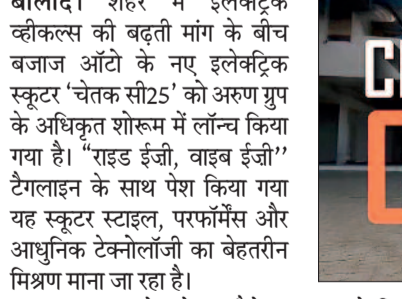 शहर में इलेक्ट्रिक
व्हीकल्स की बढ़ती मांग के बीच
बजाज ऑटो के नए इलेक्ट्रिक
स्कूटर ‘चेतक सी25’ को अरुण ग्रुप
के अधिकृत शोरूम में लॉन्च किया
गया है। “राइड ईजी, वाइब ईजी’’
टैगलाइन के साथ पेश किया गया
यह स्कूटर स्टाइल, परफॉर्मेंस और
आधुनिक टेक्नोलॉजी का बेहतरीन
मिश्रण माना जा रहा है।